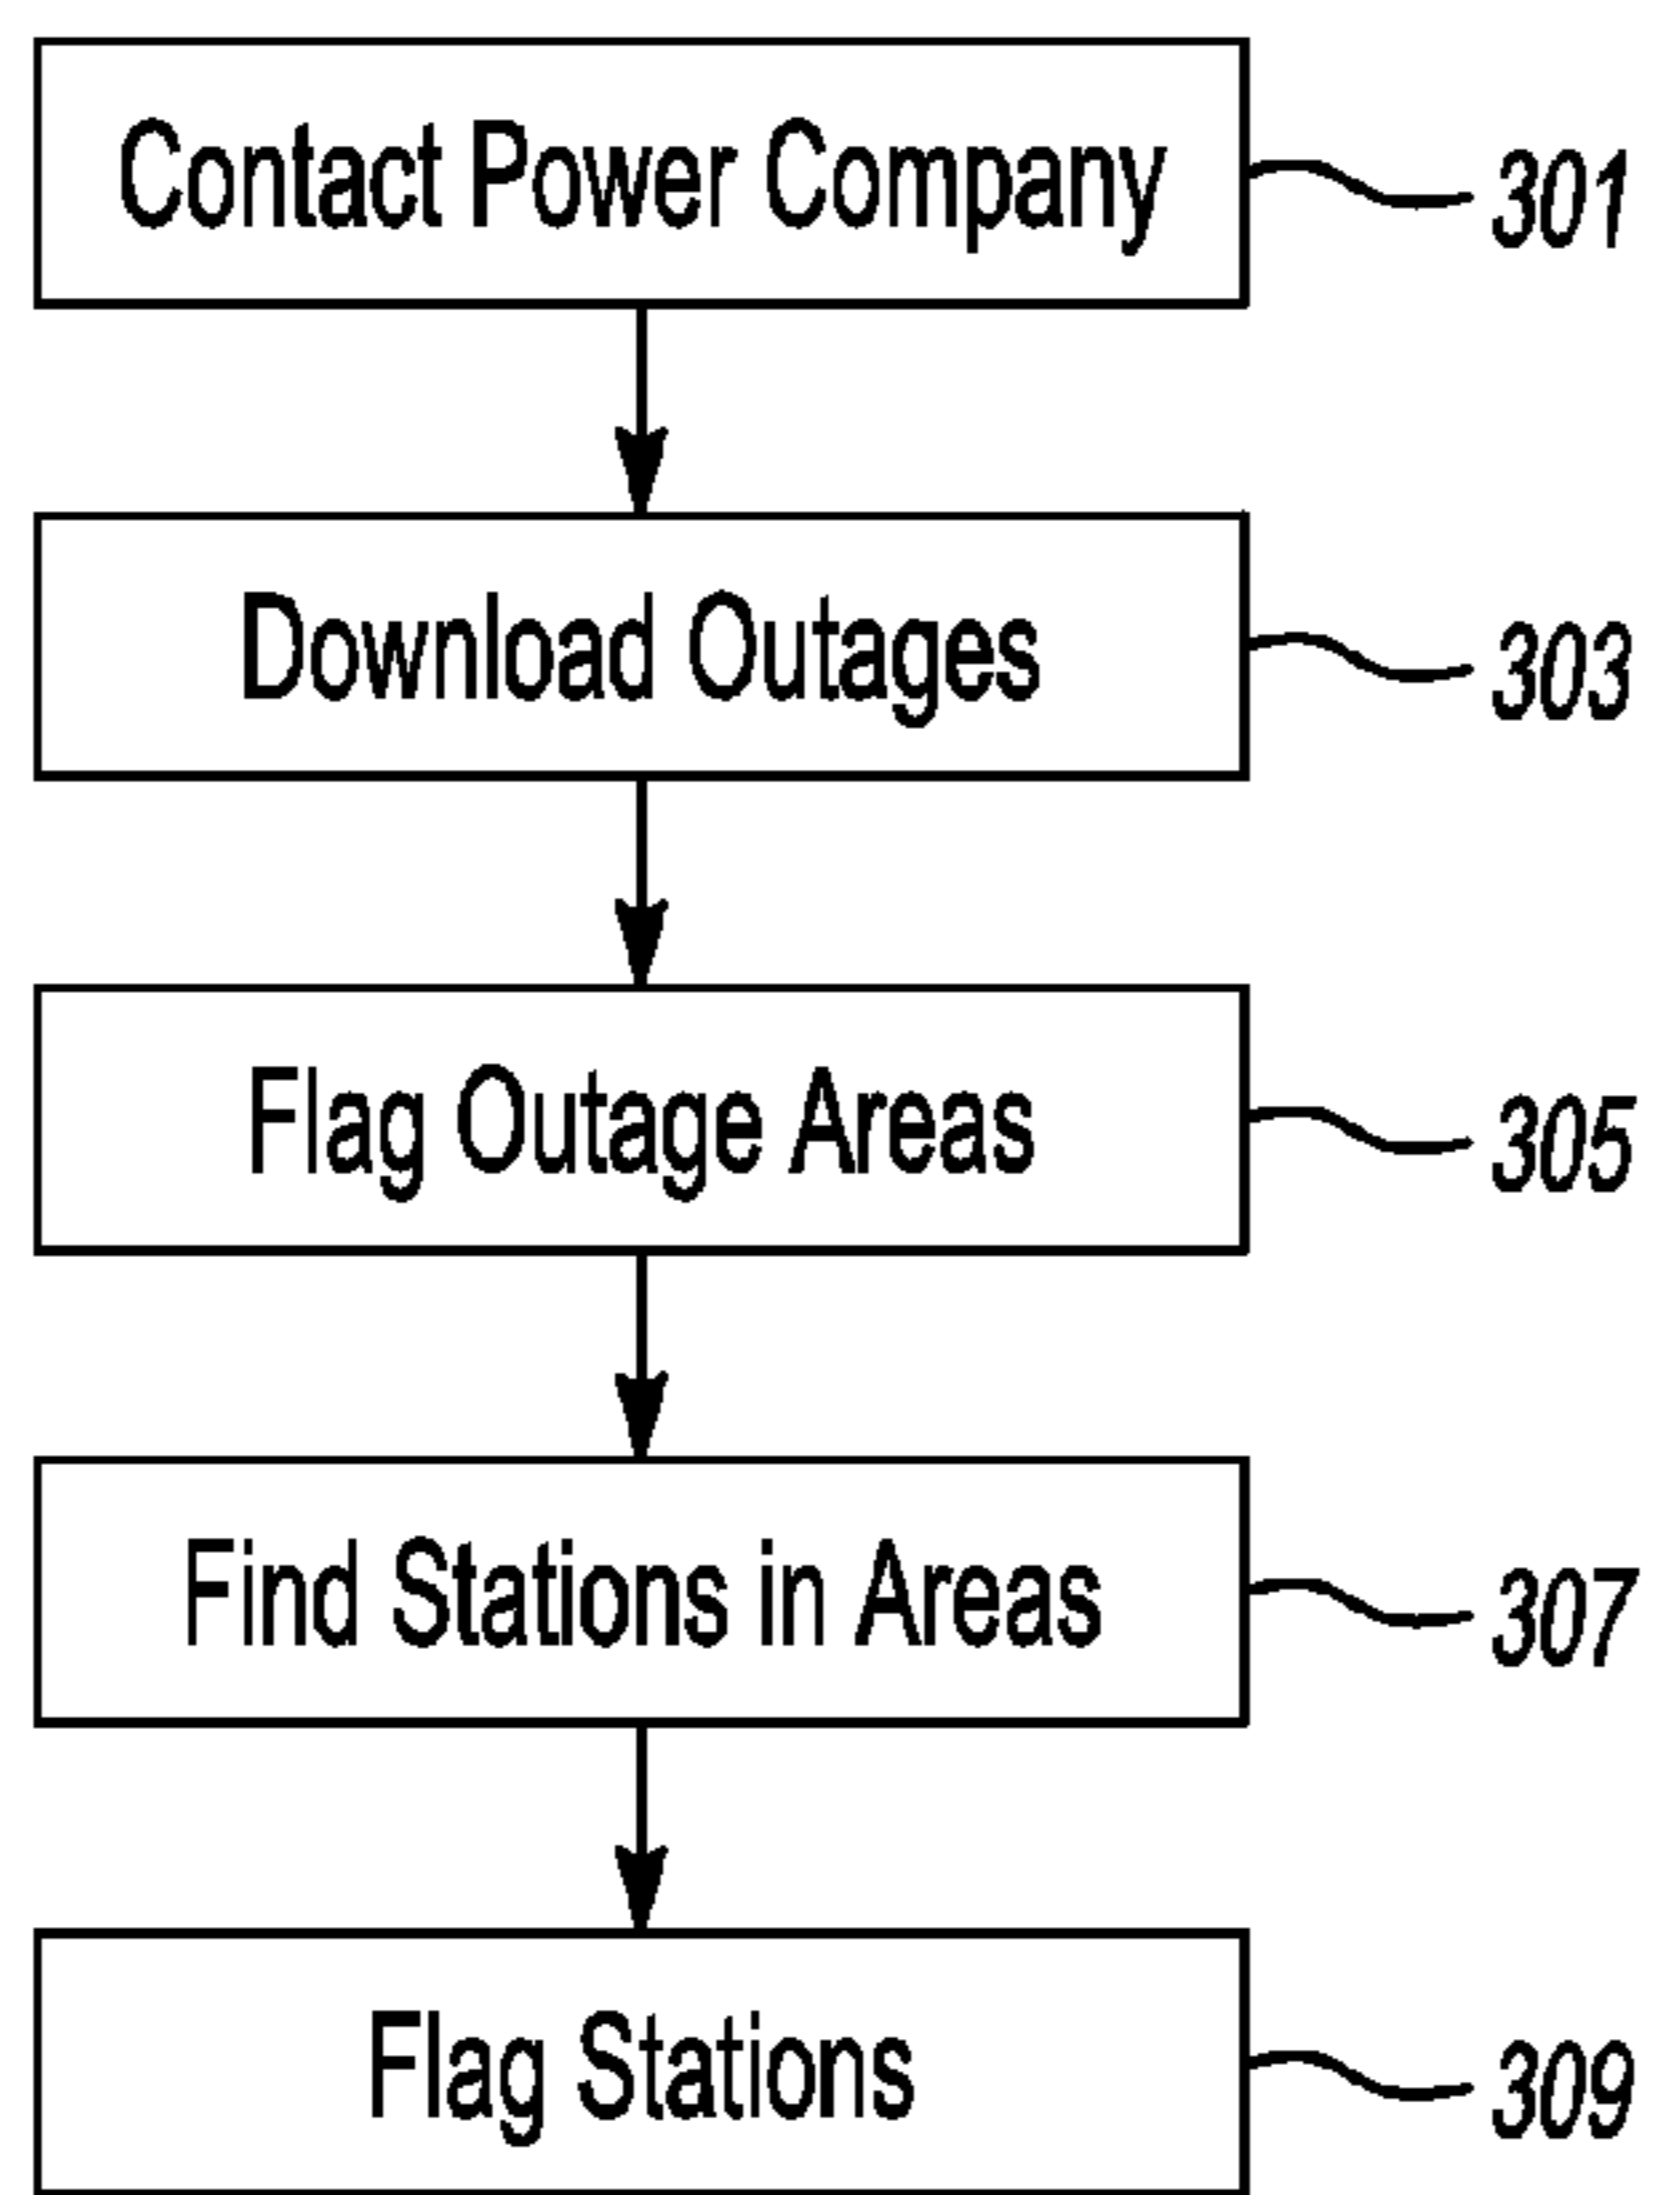 Contact Power Company 301
Download Outages 303
Flag Outage Areas 305
Find Stations in Areas 307
Flag Stations 309